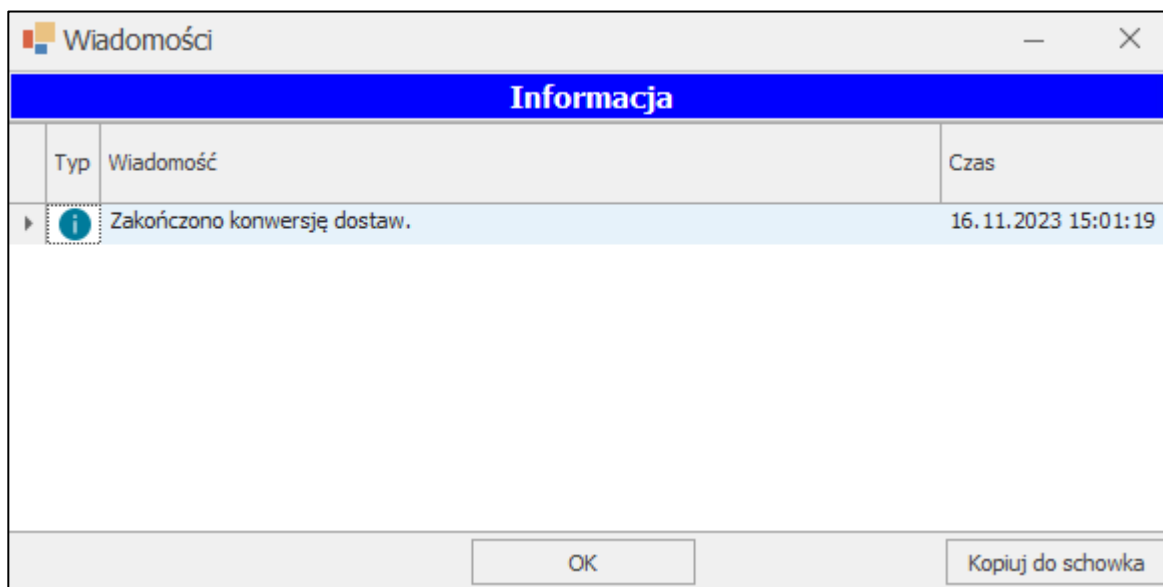 Wiadomości
Informacja
Typ Wiadomość Czas
Zakończono konwersję dostaw. 16.11.2023 15:01:19
OK Kopiuj do schowka